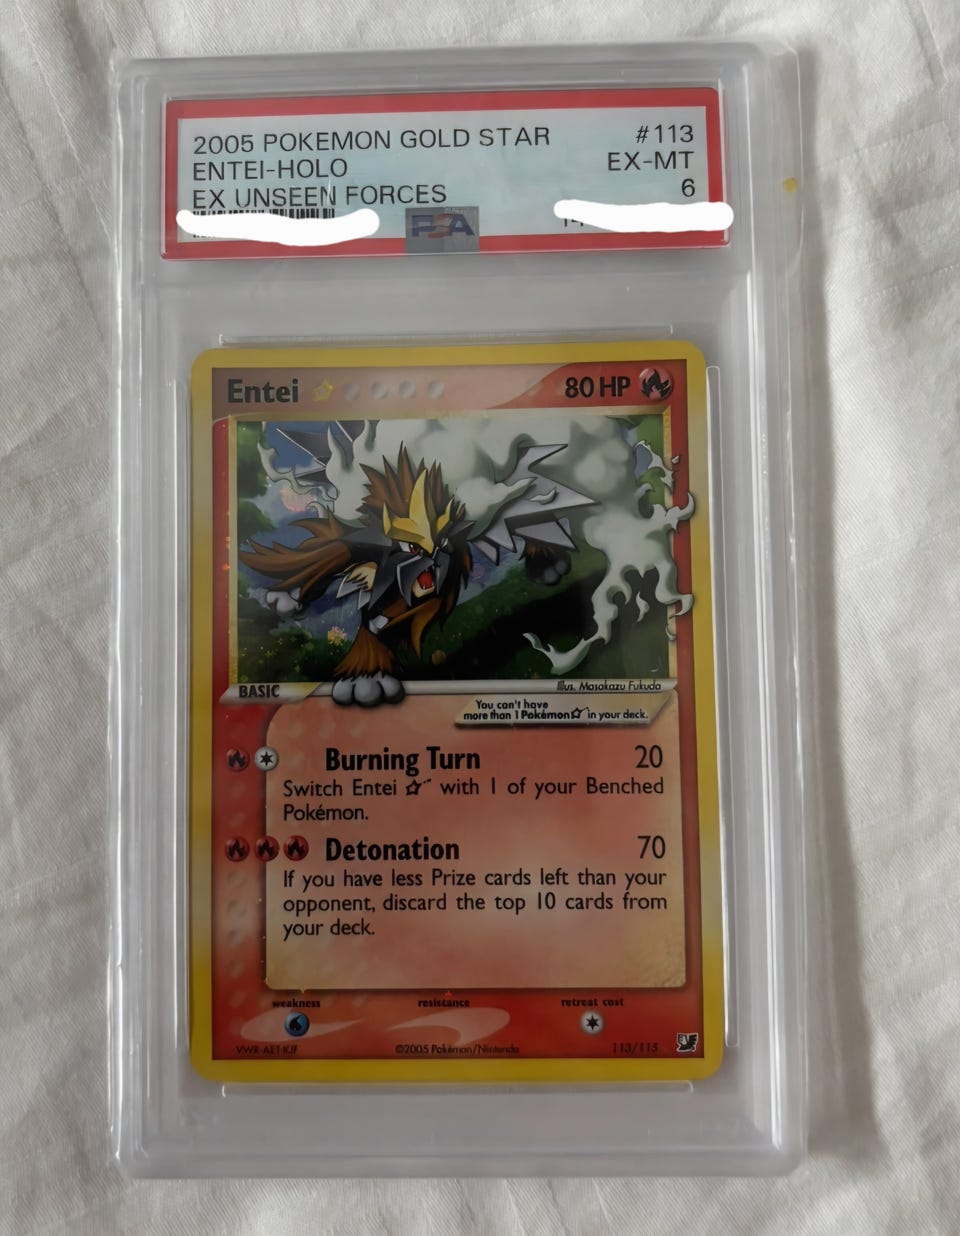 2005 POKEMON GOLD STAR #113
ENTEI-HOLO EX-MT
EX UNSEEN FORCES 6
PSA
Entei 80 HP
BASIC
Illus. Masakazu Fukuda
You can't have
more than 1 Pokémon☆ in your deck.
Burning Turn 20
Switch Entei ☆ with 1 of your Benched
Pokémon.
Detonation 70
If you have less Prize cards left than your
opponent, discard the top 10 cards from
your deck.
weakness resistance retreat cost
©2005 Pokémon/Nintendo 113/115